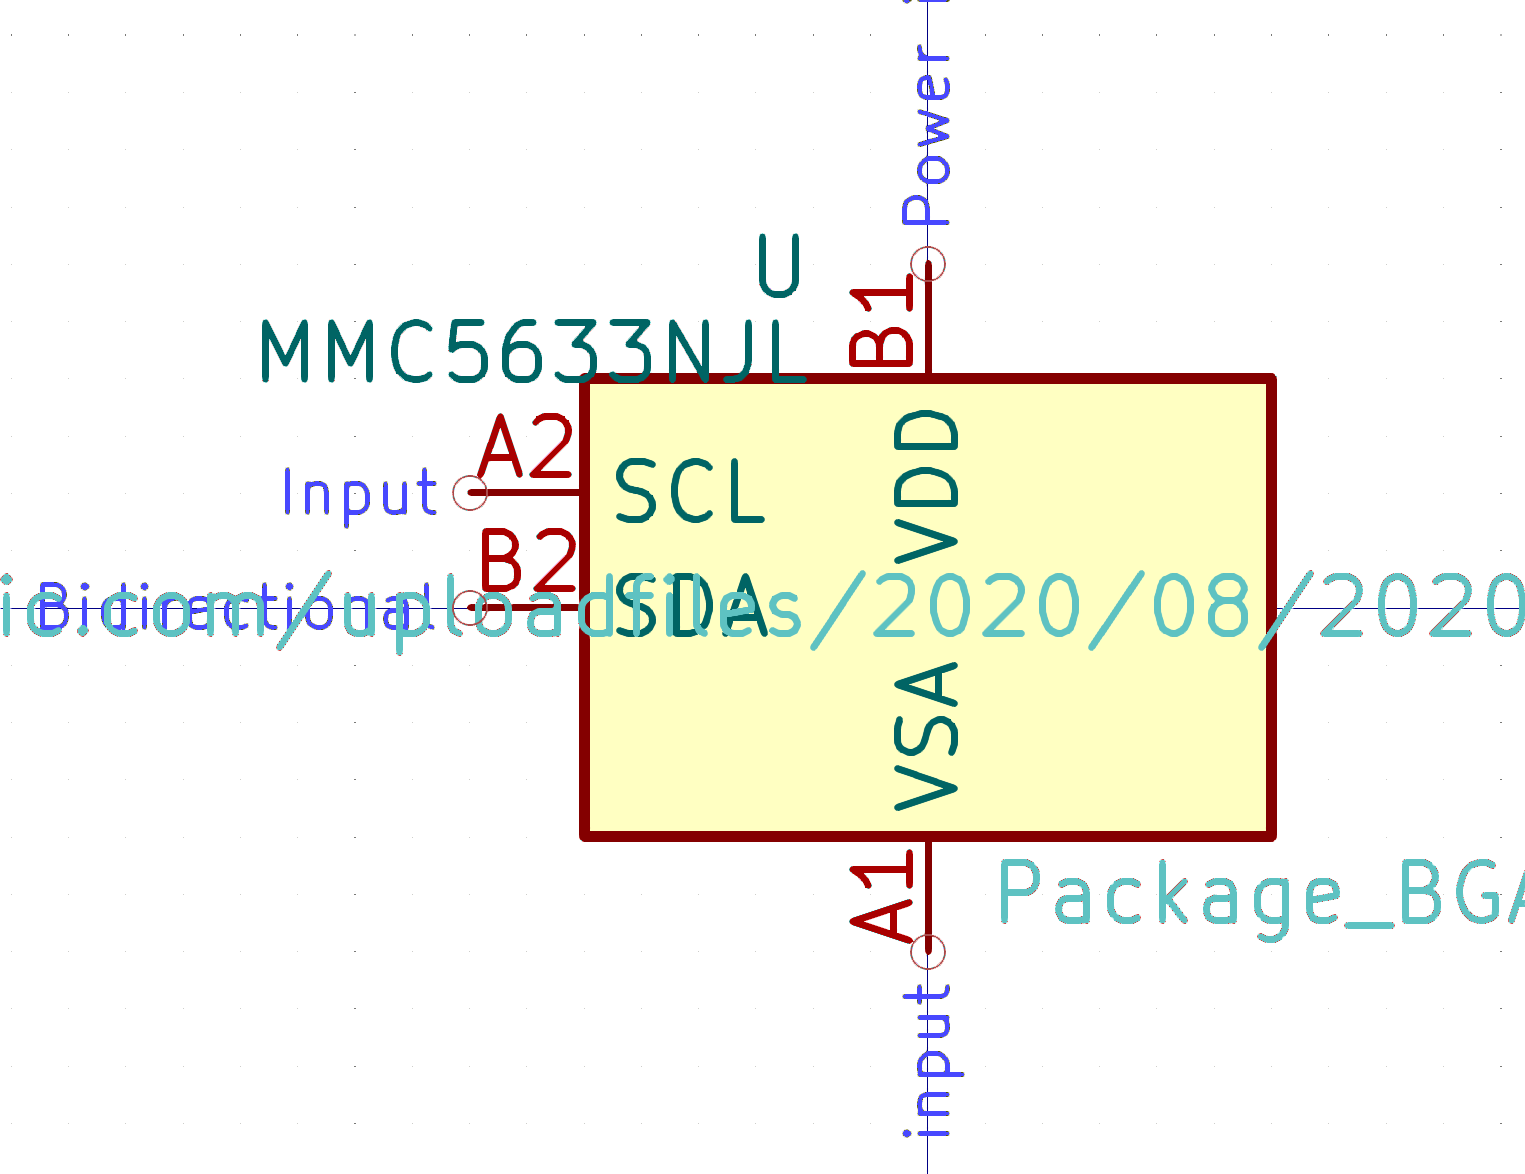 Power
U
B1
MMC5633NJL
A2
Input
SCL
VDD
B2
Bidirectional
SDA
ic.com/uploadfiles/2020/08/2020
VSA
A1
Package_BGA
input